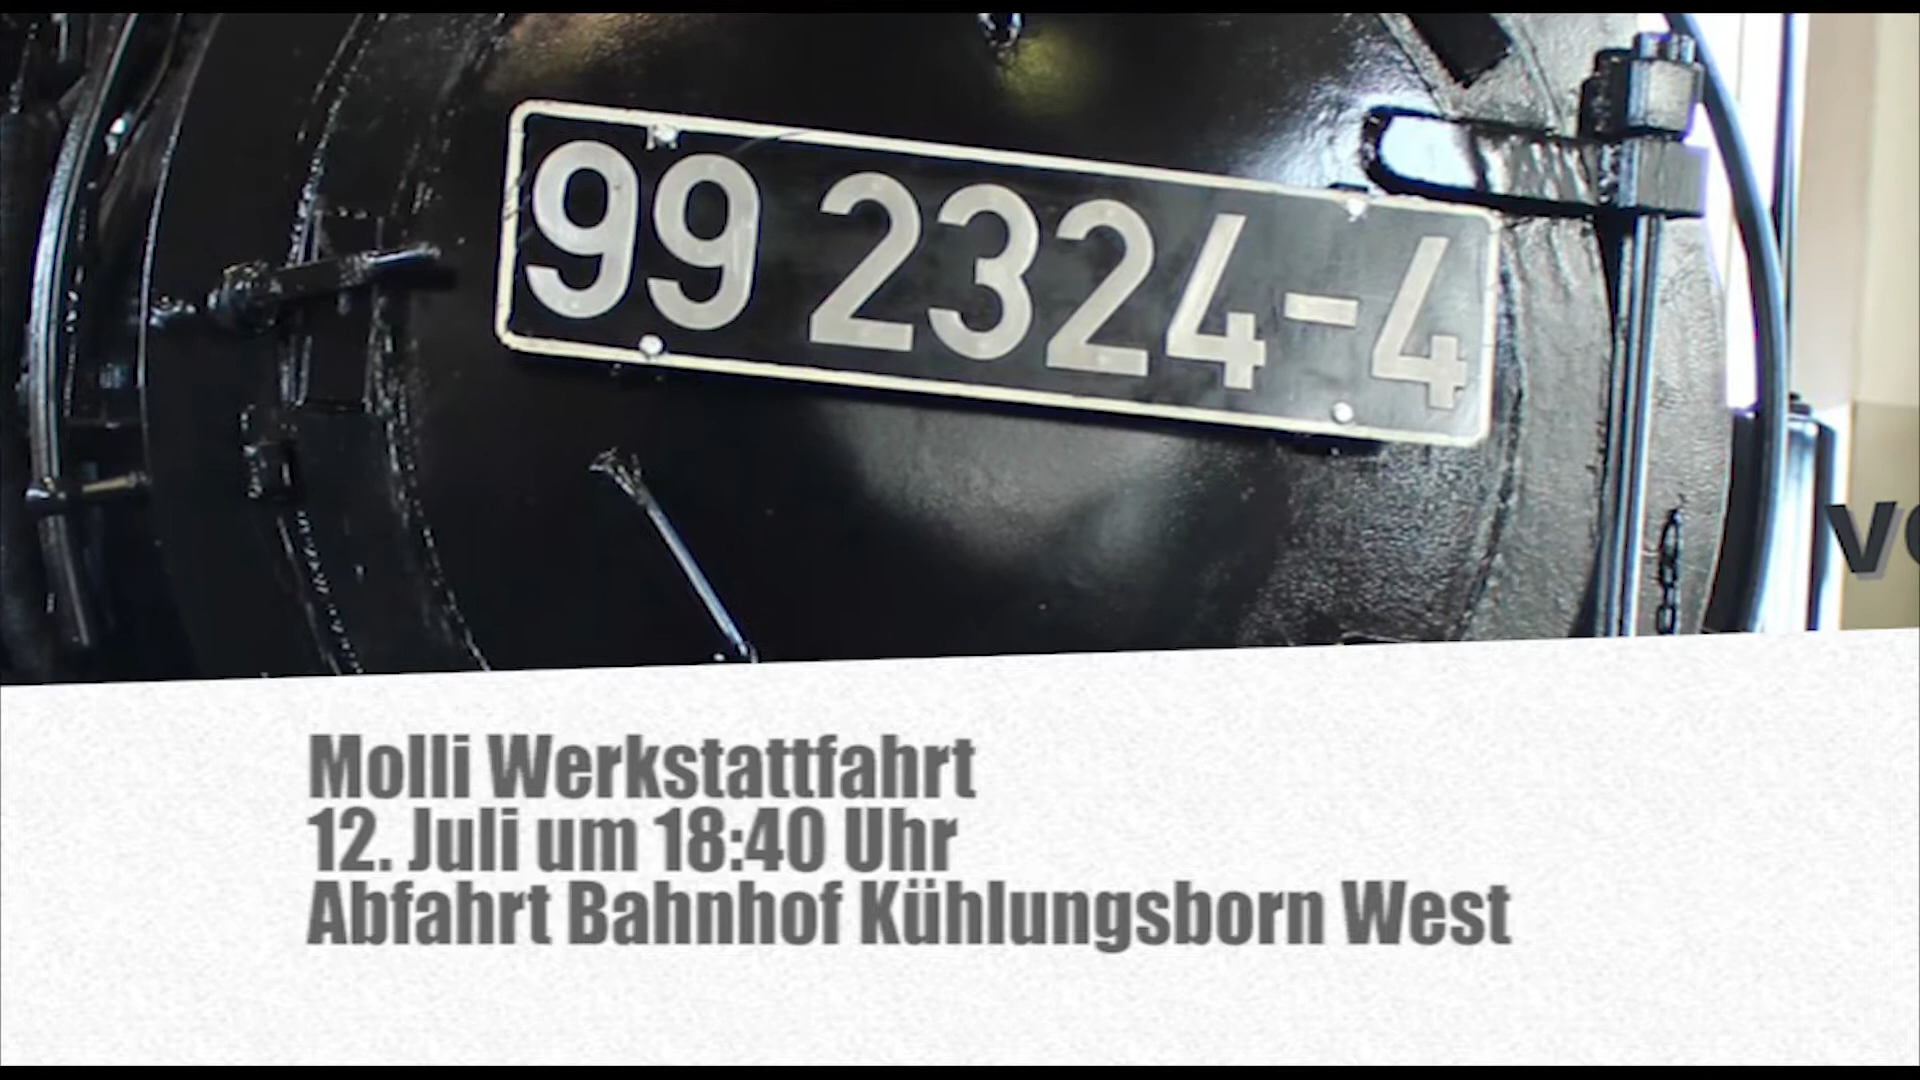 99 2324-4
Molli Werkstattfahrt
12. Juli um 18:40 Uhr
Abfahrt Bahnhof Kühlungsborn West